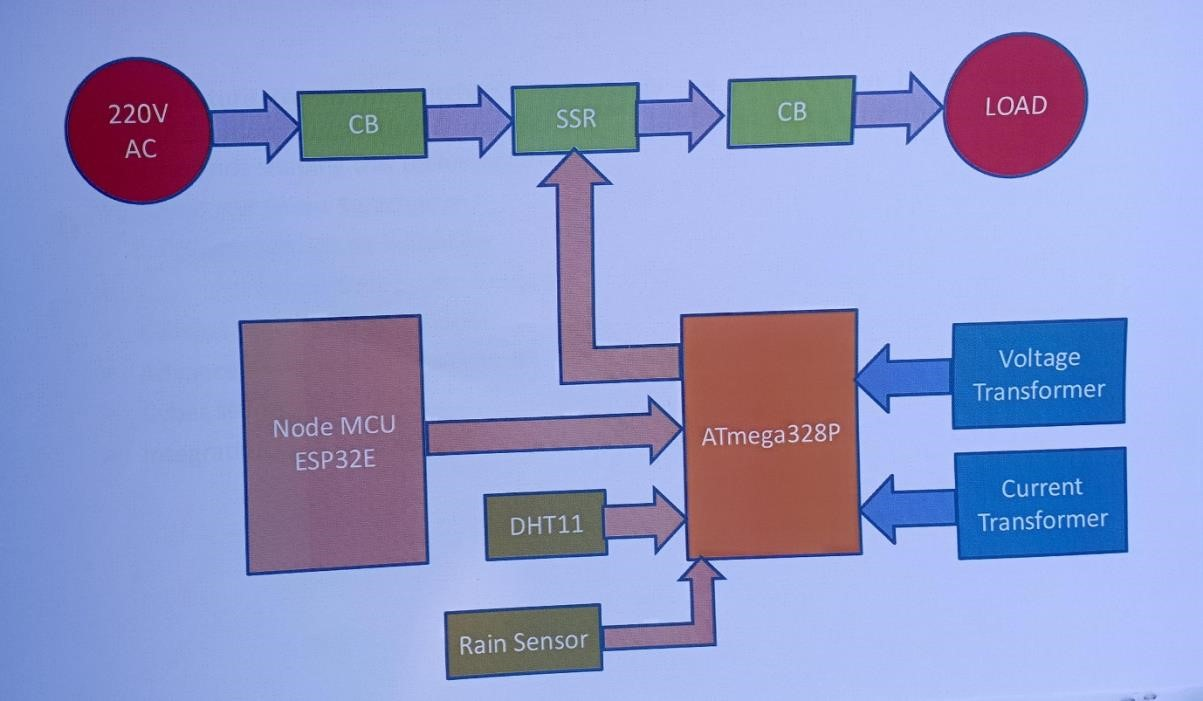 220V
AC
CB
SSR
CB
LOAD
Node MCU
ESP32E
ATmega328P
Voltage
Transformer
Current
Transformer
DHT11
Rain Sensor